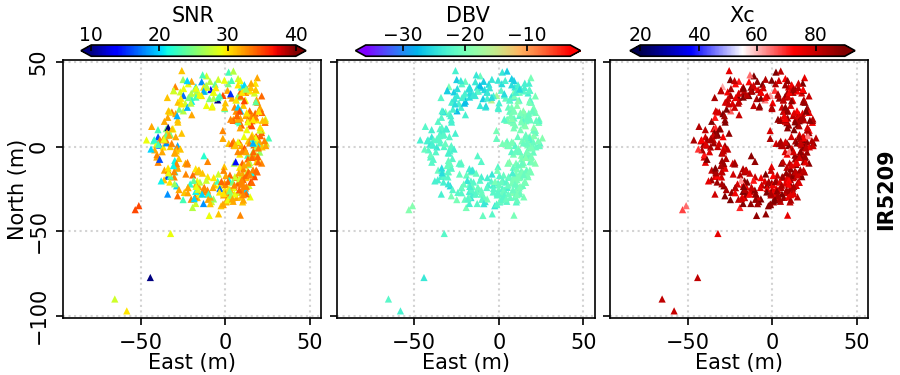 SNR DBV Xc
10 20 30 40 −30 −20 −10 20 40 60 80
50
0
−50
−100
North (m)
−50 0 50 −50 0 50 −50 0 50
East (m) East (m) East (m)
IR5209